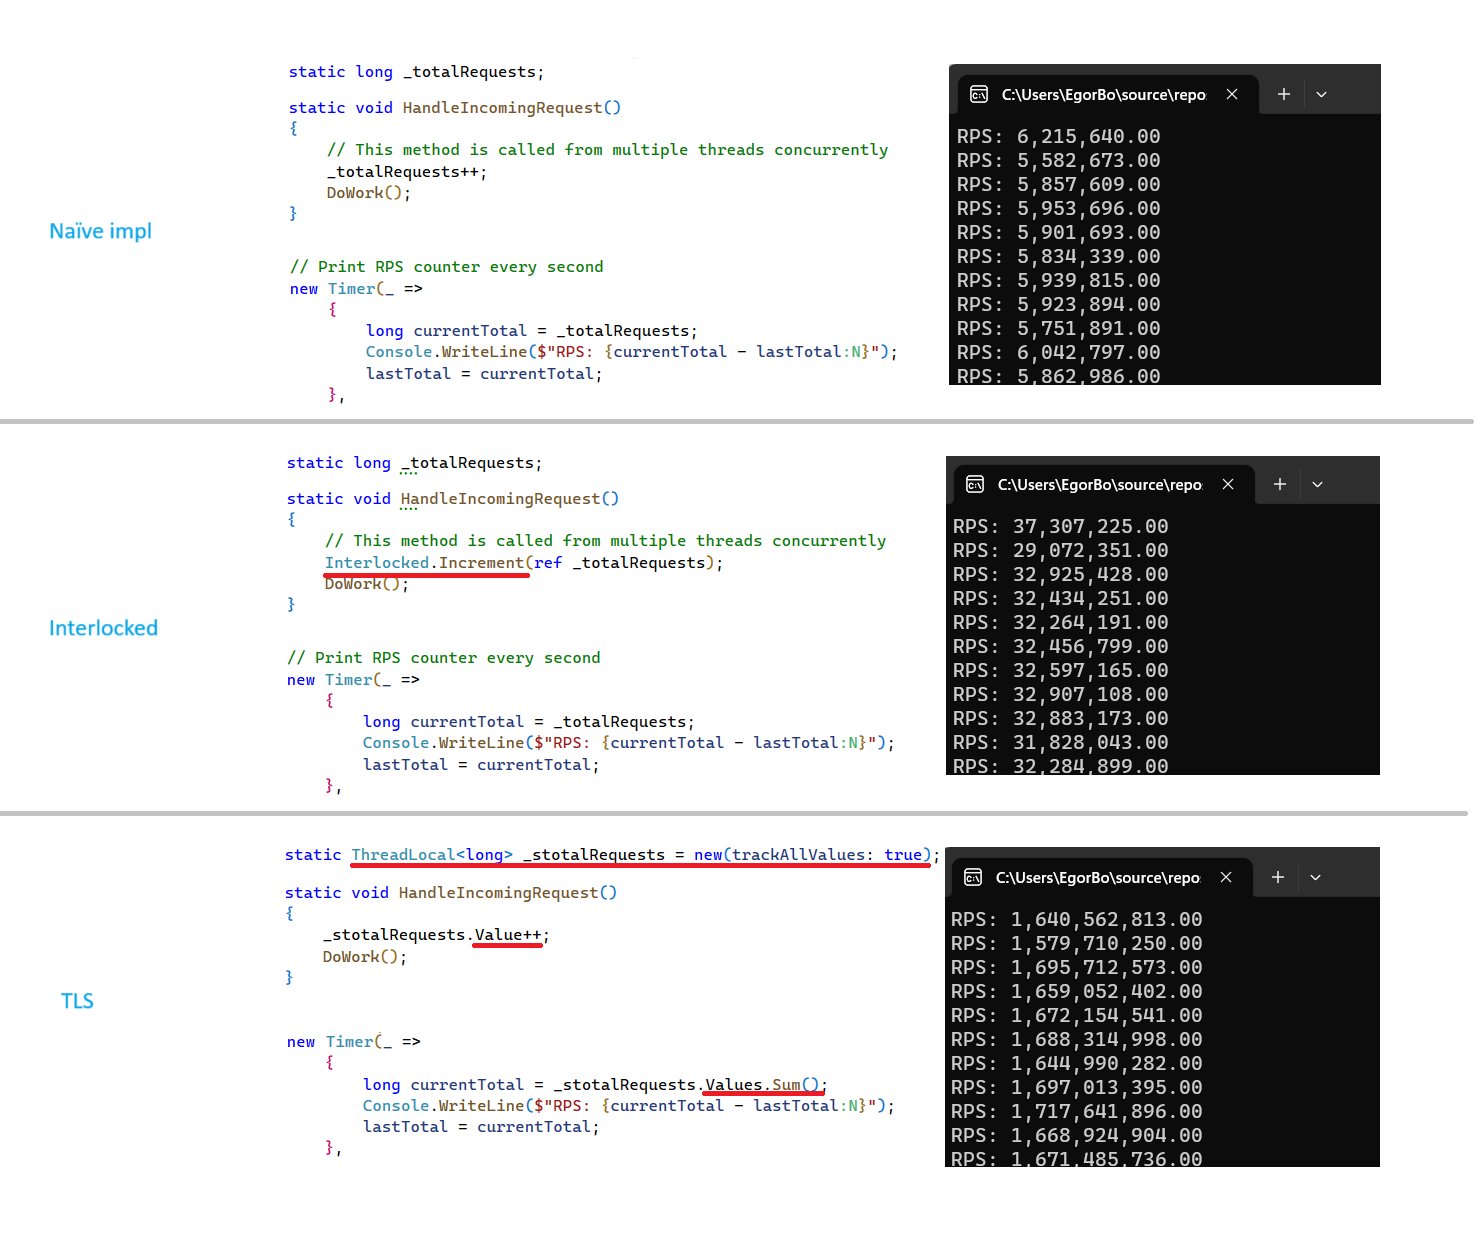 static long _totalRequests;
static void HandleIncomingRequest()
{
// This method is called from multiple threads concurrently
_totalRequests++;
DoWork();
}
Naïve impl
// Print RPS counter every second
new Timer(_ =>
{
long currentTotal = _totalRequests;
Console.WriteLine($"RPS: {currentTotal - lastTotal:N}");
lastTotal = currentTotal;
},
C:\Users\EgorBo\source\repo
RPS: 6,215,640.00
RPS: 5,582,673.00
RPS: 5,857,609.00
RPS: 5,953,696.00
RPS: 5,901,693.00
RPS: 5,834,339.00
RPS: 5,939,815.00
RPS: 5,923,894.00
RPS: 5,751,891.00
RPS: 6,042,797.00
RPS: 5,862,986.00
static long _totalRequests;
static void HandleIncomingRequest()
{
// This method is called from multiple threads concurrently
Interlocked.Increment(ref _totalRequests);
DoWork();
}
Interlocked
// Print RPS counter every second
new Timer(_ =>
{
long currentTotal = _totalRequests;
Console.WriteLine($"RPS: {currentTotal - lastTotal:N}");
lastTotal = currentTotal;
},
C:\Users\EgorBo\source\repo
RPS: 37,307,225.00
RPS: 29,072,351.00
RPS: 32,925,428.00
RPS: 32,434,251.00
RPS: 32,264,191.00
RPS: 32,456,799.00
RPS: 32,597,165.00
RPS: 32,907,108.00
RPS: 32,883,173.00
RPS: 31,828,043.00
RPS: 32,284,899.00
static ThreadLocal<long> _stotalRequests = new(trackAllValues: true);
static void HandleIncomingRequest()
{
_stotalRequests.Value++;
DoWork();
}
TLS
new Timer(_ =>
{
long currentTotal = _stotalRequests.Values.Sum();
Console.WriteLine($"RPS: {currentTotal - lastTotal:N}");
lastTotal = currentTotal;
},
C:\Users\EgorBo\source\repo
RPS: 1,640,562,813.00
RPS: 1,579,710,250.00
RPS: 1,695,712,573.00
RPS: 1,659,052,402.00
RPS: 1,672,154,541.00
RPS: 1,688,314,998.00
RPS: 1,644,990,282.00
RPS: 1,697,013,395.00
RPS: 1,717,641,896.00
RPS: 1,668,924,904.00
RPS: 1,671,485,736.00